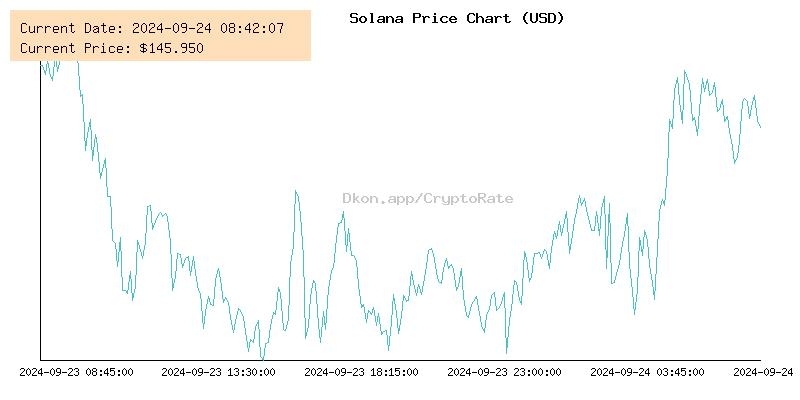 Solana Price Chart (USD)
Current Date: 2024-09-24 08:42:07
Current Price: $145.950
Dkon.app/CryptoRate
2024-09-23 08:45:00 2024-09-23 13:30:00 2024-09-23 18:15:00 2024-09-23 23:00:00 2024-09-24 03:45:00 2024-09-24